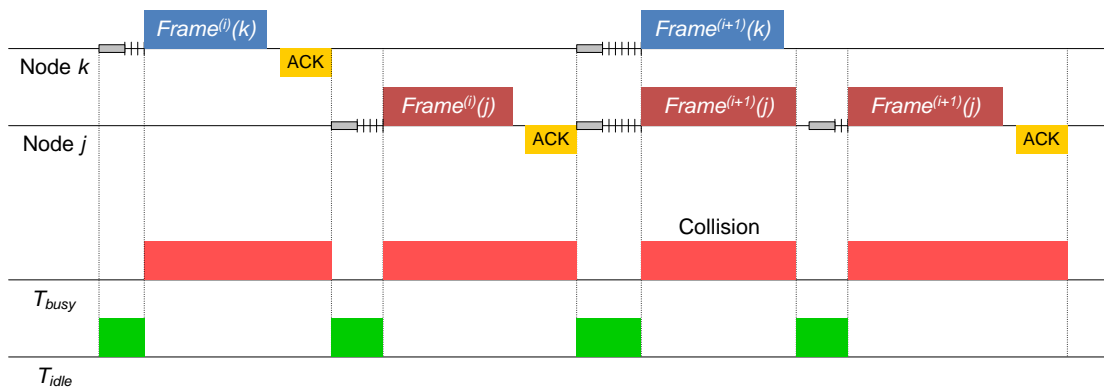 Frame(i)(k)
Frame(i+1)(k)
Node k
ACK
Frame(i)(j)
Frame(i+1)(j)
Frame(i+1)(j)
Node j
ACK
ACK
Collision
Tbusy
Tidle